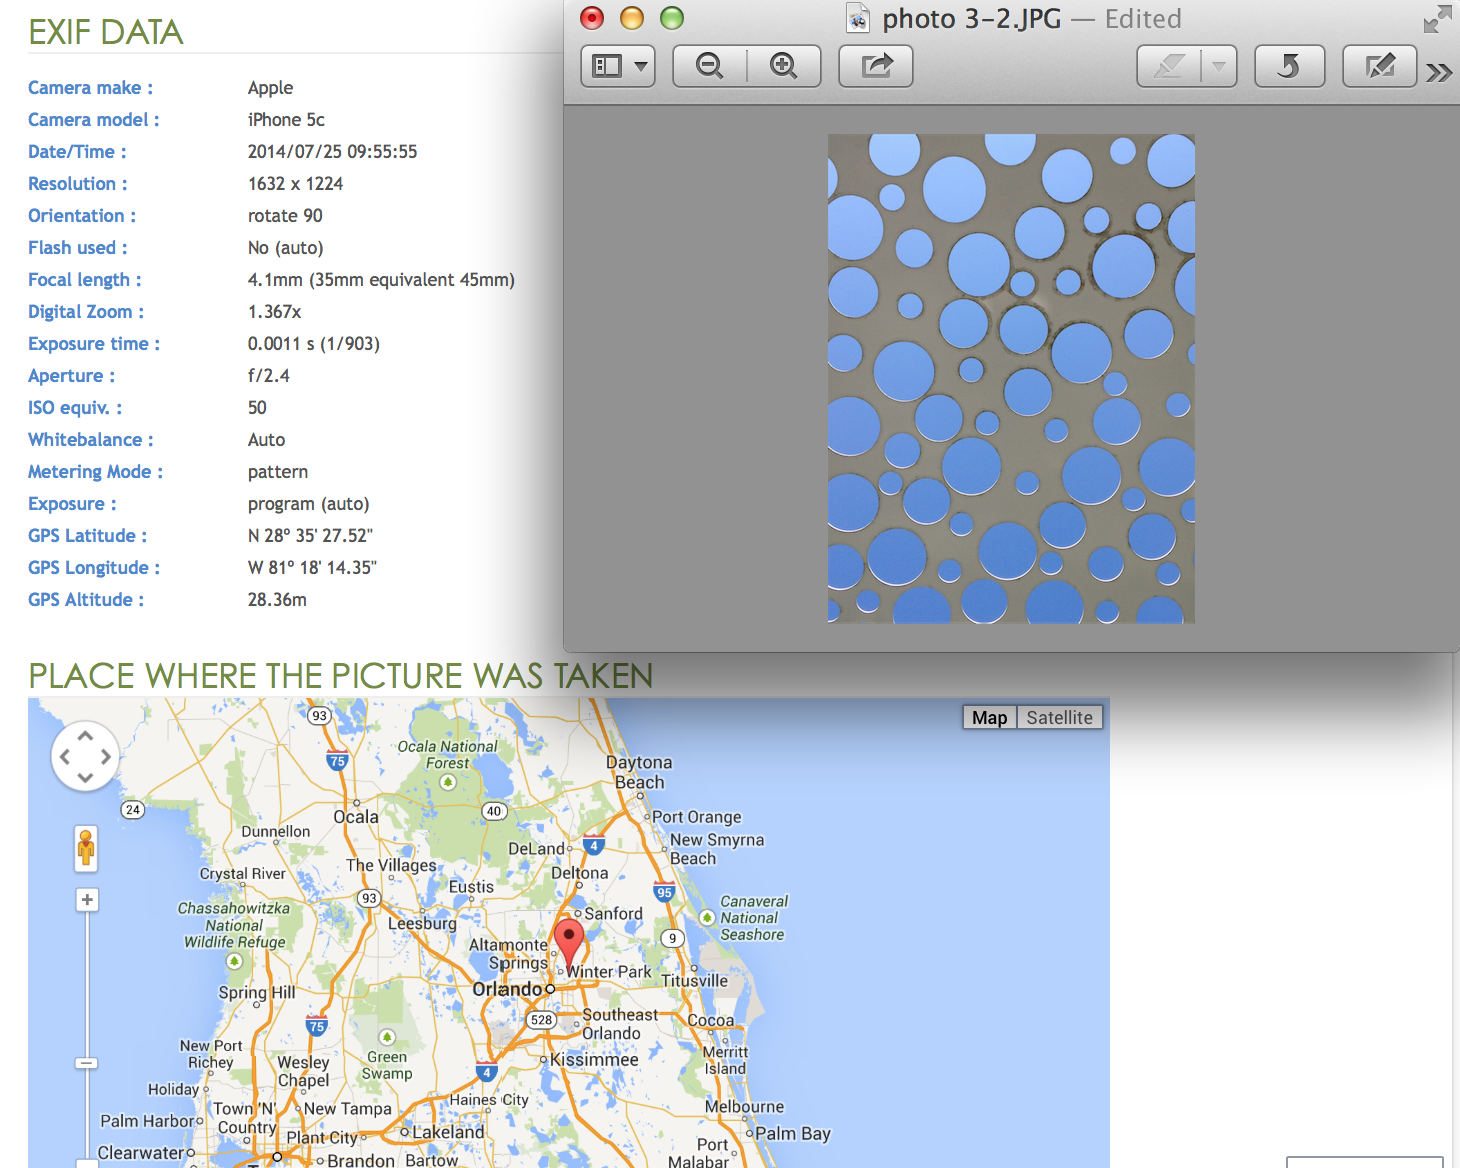 EXIF DATA
Camera make : Apple
Camera model : iPhone 5c
Date/Time : 2014/07/25 09:55:55
Resolution : 1632 x 1224
Orientation : rotate 90
Flash used : No (auto)
Focal length : 4.1mm (35mm equivalent 45mm)
Digital Zoom : 1.367x
Exposure time : 0.0011 s (1/903)
Aperture : f/2.4
ISO equiv. : 50
Whitebalance : Auto
Metering Mode : pattern
Exposure : program (auto)
GPS Latitude : N 28° 35' 27.52"
GPS Longitude : W 81° 18' 14.35"
GPS Altitude : 28.36m
photo 3-2.JPG — Edited
PLACE WHERE THE PICTURE WAS TAKEN
Map Satellite
93
75
Ocala National
Forest
Daytona
Beach
24
Ocala
40
Port Orange
Dunnellon
DeLand
4
New Smyrna
Beach
Crystal River
The Villages
Eustis
Deltona
93
95
Chassahowitzka
National
Wildlife Refuge
Leesburg
Sanford
Canaveral
National
Seashore
Altamonte
Springs
9
Winter Park
Titusville
Orlando
Spring Hill
75
528
Southeast
Orlando
Cocoa
New Port
Richey
Green
Swamp
Kissimmee
Merritt
Island
Wesley
Chapel
4
Holiday
Haines City
Palm Harbor
Town 'N'
Country
New Tampa
Melbourne
Plant City
Lakeland
Palm Bay
Clearwater
Brandon
Bartow
Port
Malabar